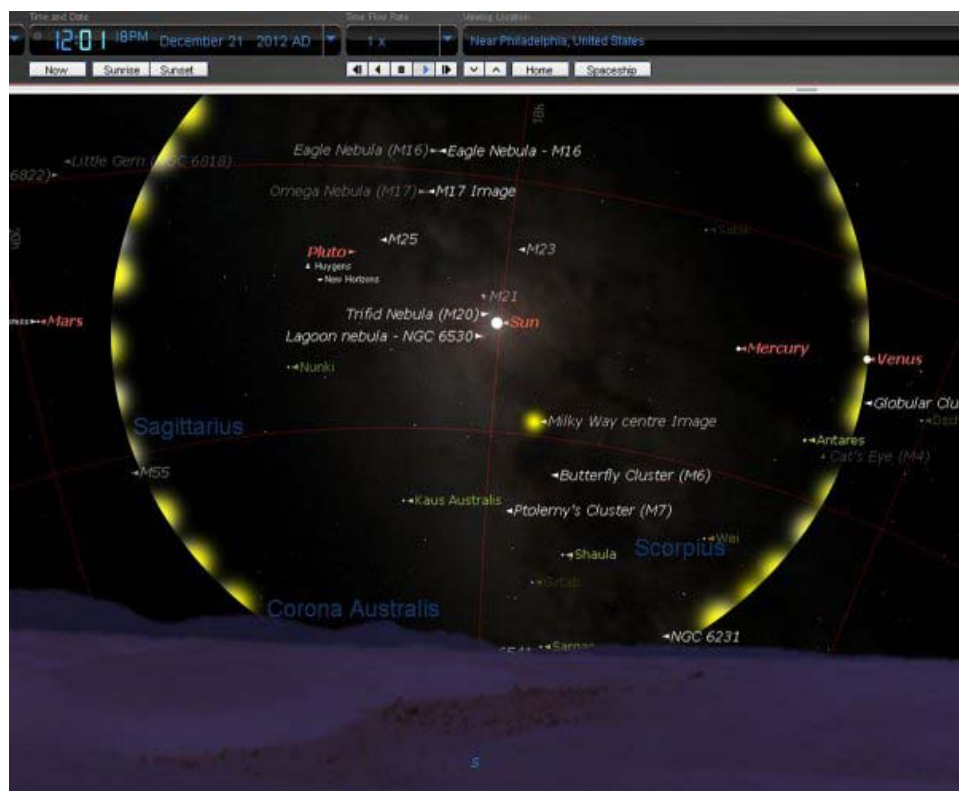 Time and Date
Time Flow Rate
Viewing Location
12:01 18PM December 21 2012 AD
1 x
Near Philadelphia, United States
Now
Sunrise
Sunset
Home
Spaceship
18h
Eagle Nebula (M16)
Eagle Nebula - M16
Little Gem (NGC 6818)
6822)
Omega Nebula (M17)
M17 Image
M25
M23
Pluto
Huygens
New Horizons
M21
Trifid Nebula (M20)
Sun
Mars
Lagoon nebula - NGC 6530
Mercury
Venus
Nunki
Globular Clu
Milky Way centre Image
Sagittarius
Antares
Cat's Eye (M4)
M55
Butterfly Cluster (M6)
Kaus Australis
Ptolemy's Cluster (M7)
Wei
Scorpius
Shaula
Girtab
Corona Australis
NGC 6231
Sargas
S